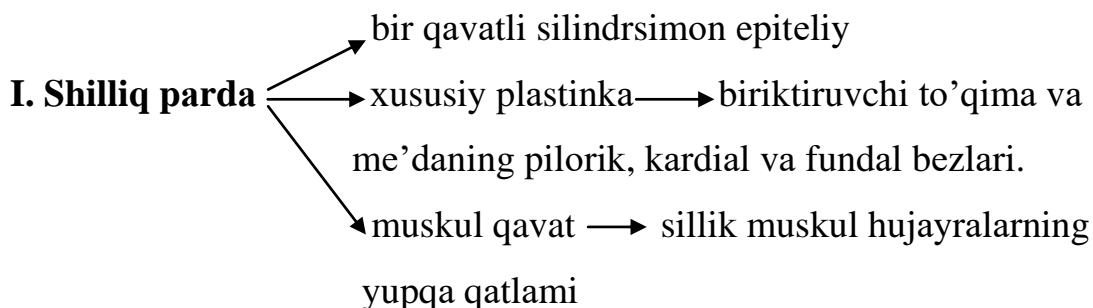 bir qavatli silindrsimon epiteliy
I. Shilliq parda xususiy plastinka biriktiruvchi to’qima va
me’daning pilorik, kardial va fundal bezlari.
muskul qavat sillik muskul hujayralarning
yupqa qatlami